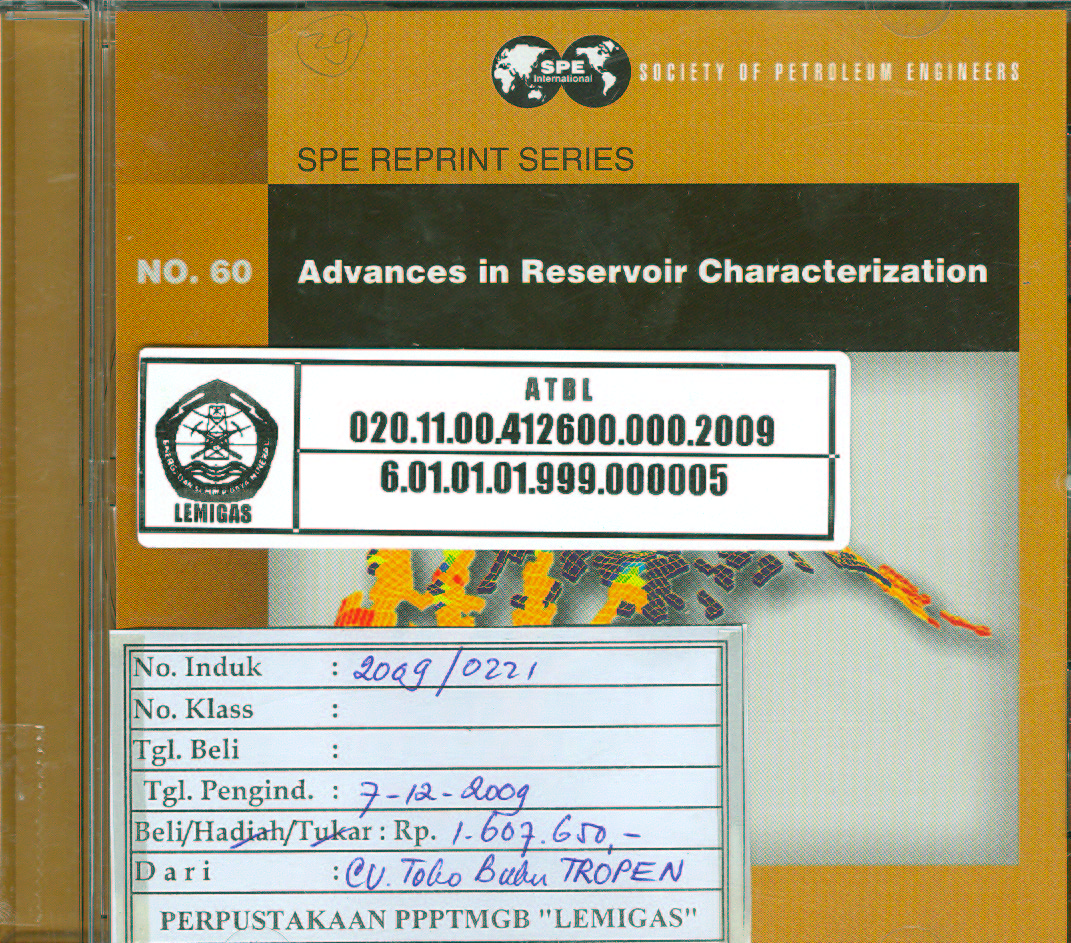 29
SPE
International
SOCIETY OF PETROLEUM ENGINEERS
SPE REPRINT SERIES
NO. 60 Advances in Reservoir Characterization
ATBL
020.11.00.412600.000.2009
6.01.01.01.999.000005
LEMIGAS
No. Induk : 2009/0221
No. Klass :
Tgl. Beli :
Tgl. Pengind. : 7-12-2009
Beli/Hadiah/Tukar : Rp. 1.607.650,-
Dari : CV. Toko Buku TROPEN
PERPUSTAKAAN PPPTMGB "LEMIGAS"